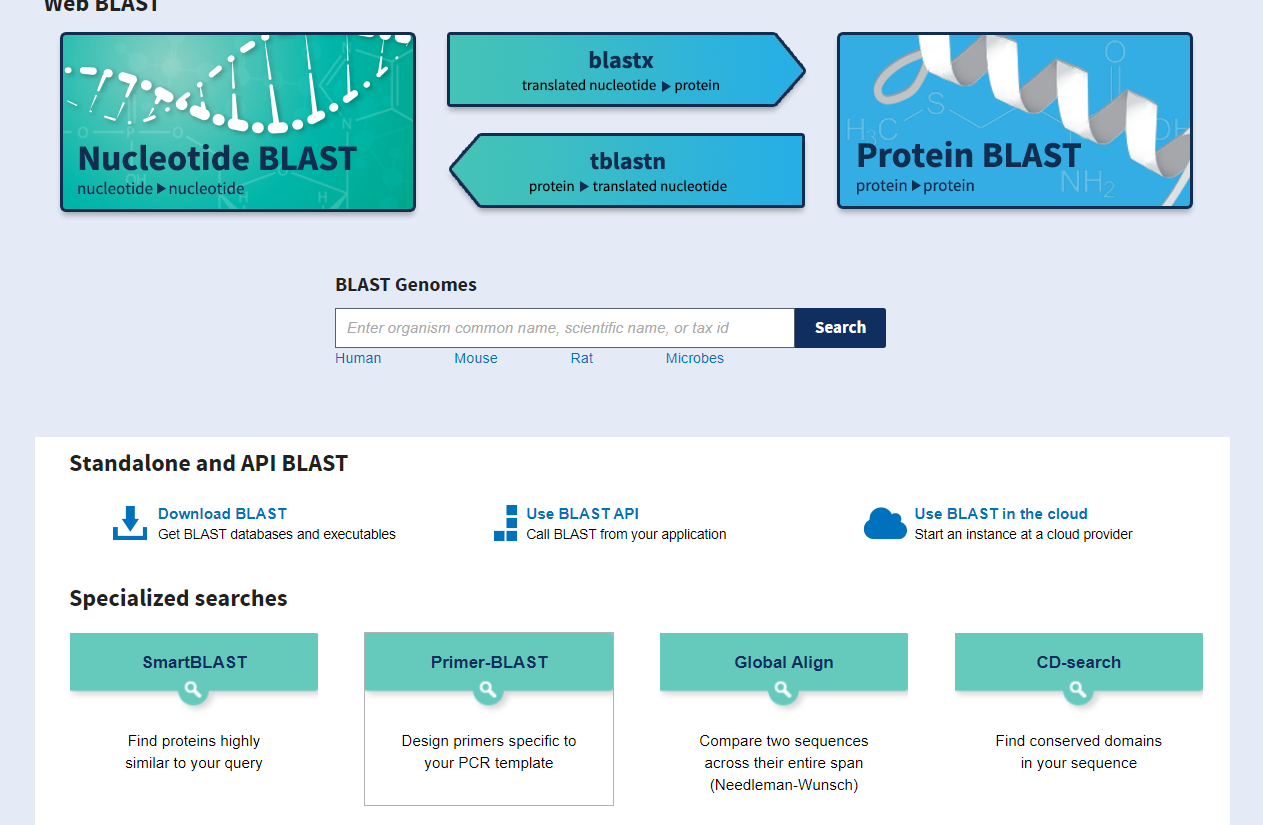 Web BLAST
Nucleotide BLAST
nucleotide ▶ nucleotide
blastx
translated nucleotide ▶ protein
tblastn
protein ▶ translated nucleotide
Protein BLAST
protein ▶ protein
O
S
H₃C
OH
NH₂
O
P
O
OH
O
N
H
H
BLAST Genomes
Enter organism common name, scientific name, or tax id
Search
Human Mouse Rat Microbes
Standalone and API BLAST
Download BLAST
Get BLAST databases and executables
Use BLAST API
Call BLAST from your application
Use BLAST in the cloud
Start an instance at a cloud provider
Specialized searches
SmartBLAST
Find proteins highly
similar to your query
Primer-BLAST
Design primers specific to
your PCR template
Global Align
Compare two sequences
across their entire span
(Needleman-Wunsch)
CD-search
Find conserved domains
in your sequence